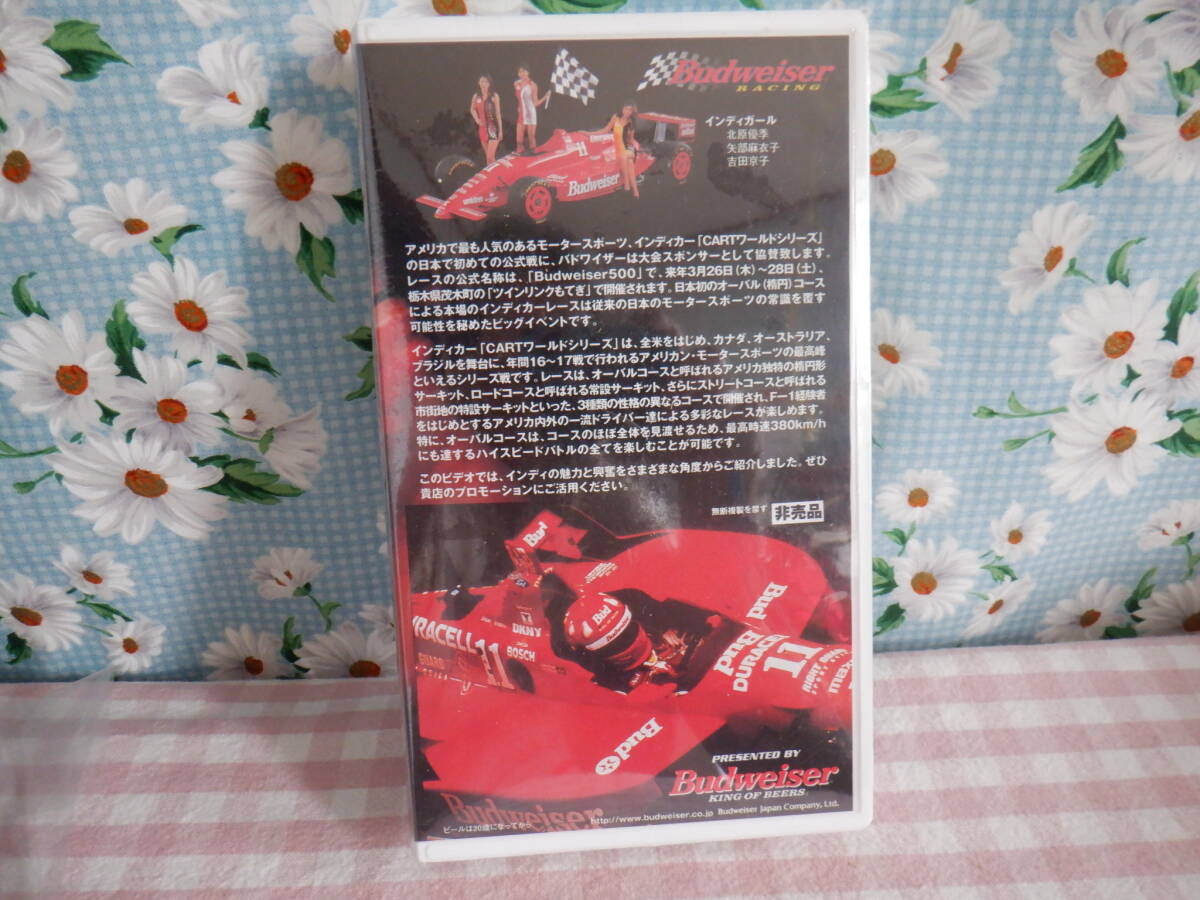 Budweiser
RACING
インディガール
北原優季
矢部麻衣子
吉田京子
11
Budweiser
アメリカで最も人気のあるモータースポーツ、インディカー「CARTワールドシリーズ」
の日本で初めての公式戦に、バドワイザーは大会スポンサーとして協賛致します。
レースの公式名称は、「Budweiser500」で、来年3月26日(木)〜28日(土)、
栃木県茂木町の「ツインリンクもてぎ」で開催されます。日本初のオーバル(楕円)コース
による本場のインディカーレースは従来の日本のモータースポーツの常識を覆す
可能性を秘めたビッグイベントです。
インディカー「CARTワールドシリーズ」は、全米をはじめ、カナダ、オーストラリア、
ブラジルを舞台に、年間16〜17戦で行われるアメリカン・モータースポーツの最高峰
といえるシリーズ戦です。レースは、オーバルコースと呼ばれるアメリカ独特の楕円形
サーキット、ロードコースと呼ばれる常設サーキット、さらにストリートコースと呼ばれる
市街地の特設サーキットといった、3種類の性格の異なるコースで開催され、F-1経験者
をはじめとするアメリカ内外の一流ドライバー達による多彩なレースが楽しめます。
特に、オーバルコースは、コースのほぼ全体を見渡せるため、最高時速380km/h
にも達するハイスピードバトルの全てを楽しむことが可能です。
このビデオでは、インディの魅力と興奮をさまざまな角度からご紹介しました。ぜひ
貴店のプロモーションにご活用ください。
無断複製を禁ず 非売品
Bud
Bud
DKNY
BOSCH
URACELL 11
Bud
Bud
DURACELL
11
RIGHT GUARD
Bud
PRESENTED BY
Budweiser
KING OF BEERS
Budweiser
ビールは20歳になってから
http://www.budweiser.co.jp Budweiser Japan Company, Ltd.